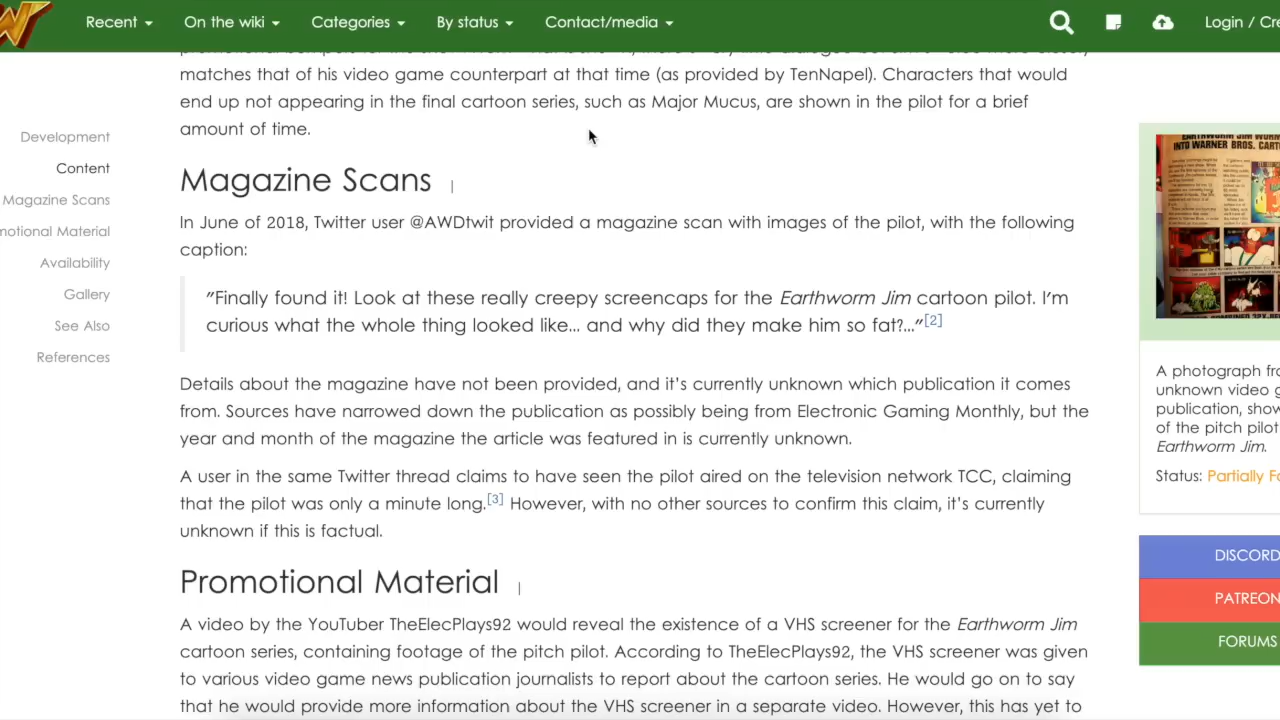 Recent
On the wiki
Categories
By status
Contact/media
Login / Cre
matches that of his video game counterpart at that time (as provided by TenNapel). Characters that would
end up not appearing in the final cartoon series, such as Major Mucus, are shown in the pilot for a brief
amount of time.
Development
Content
Magazine Scans
motional Material
Availability
Gallery
See Also
References
Magazine Scans
In June of 2018, Twitter user @AWDtwit provided a magazine scan with images of the pilot, with the following
caption:
"Finally found it! Look at these really creepy screencaps for the Earthworm Jim cartoon pilot. I'm
curious what the whole thing looked like... and why did they make him so fat?..."[2]
Details about the magazine have not been provided, and it's currently unknown which publication it comes
from. Sources have narrowed down the publication as possibly being from Electronic Gaming Monthly, but the
year and month of the magazine the article was featured in is currently unknown.
A user in the same Twitter thread claims to have seen the pilot aired on the television network TCC, claiming
that the pilot was only a minute long.[3] However, with no other sources to confirm this claim, it's currently
unknown if this is factual.
Promotional Material
A video by the YouTuber TheElecPlays92 would reveal the existence of a VHS screener for the Earthworm Jim
cartoon series, containing footage of the pitch pilot. According to TheElecPlays92, the VHS screener was given
to various video game news publication journalists to report about the cartoon series. He would go on to say
that he would provide more information about the VHS screener in a separate video. However, this has yet to
EARTHWORM JIM WORM
INTO WARNER BROS. CART
A photograph fr
unknown video g
publication, show
of the pitch pilot
Earthworm Jim.
Status: Partially Fo
DISCORD
PATREON
FORUMS